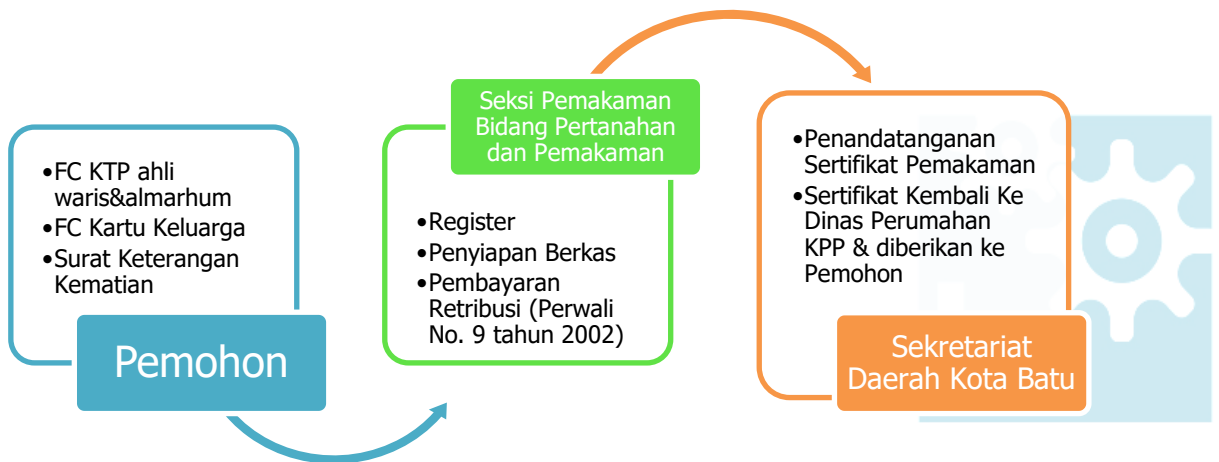 •FC KTP ahli
waris&almarhum
•FC Kartu Keluarga
•Surat Keterangan
Kematian
Pemohon
Seksi Pemakaman
Bidang Pertanahan
dan Pemakaman
•Register
•Penyiapan Berkas
•Pembayaran
Retribusi (Perwali
No. 9 tahun 2002)
•Penandatanganan
Sertifikat Pemakaman
•Sertifikat Kembali Ke
Dinas Perumahan
KPP & diberikan ke
Pemohon
Sekretariat
Daerah Kota Batu